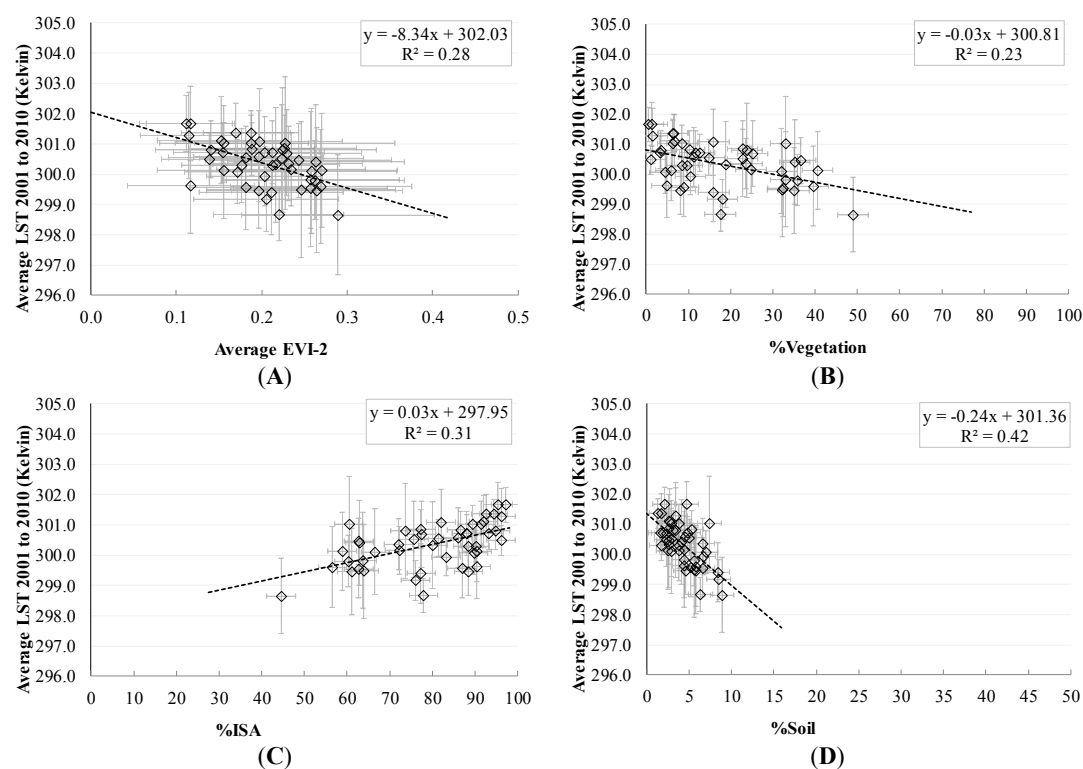 305.0
304.0
303.0
302.0
301.0
300.0
299.0
298.0
297.0
296.0
Average LST 2001 to 2010 (Kelvin)
y = -8.34x + 302.03
R² = 0.28
0.0 0.1 0.2 0.3 0.4 0.5
Average EVI-2
(A)
305.0
304.0
303.0
302.0
301.0
300.0
299.0
298.0
297.0
296.0
Average LST 2001 to 2010 (Kelvin)
y = -0.03x + 300.81
R² = 0.23
0 10 20 30 40 50 60 70 80 90 100
%Vegetation
(B)
305.0
304.0
303.0
302.0
301.0
300.0
299.0
298.0
297.0
296.0
Average LST 2001 to 2010 (Kelvin)
y = 0.03x + 297.95
R² = 0.31
0 10 20 30 40 50 60 70 80 90 100
%ISA
(C)
305.0
304.0
303.0
302.0
301.0
300.0
299.0
298.0
297.0
296.0
Average LST 2001 to 2010 (Kelvin)
y = -0.24x + 301.36
R² = 0.42
0 5 10 15 20 25 30 35 40 45 50
%Soil
(D)